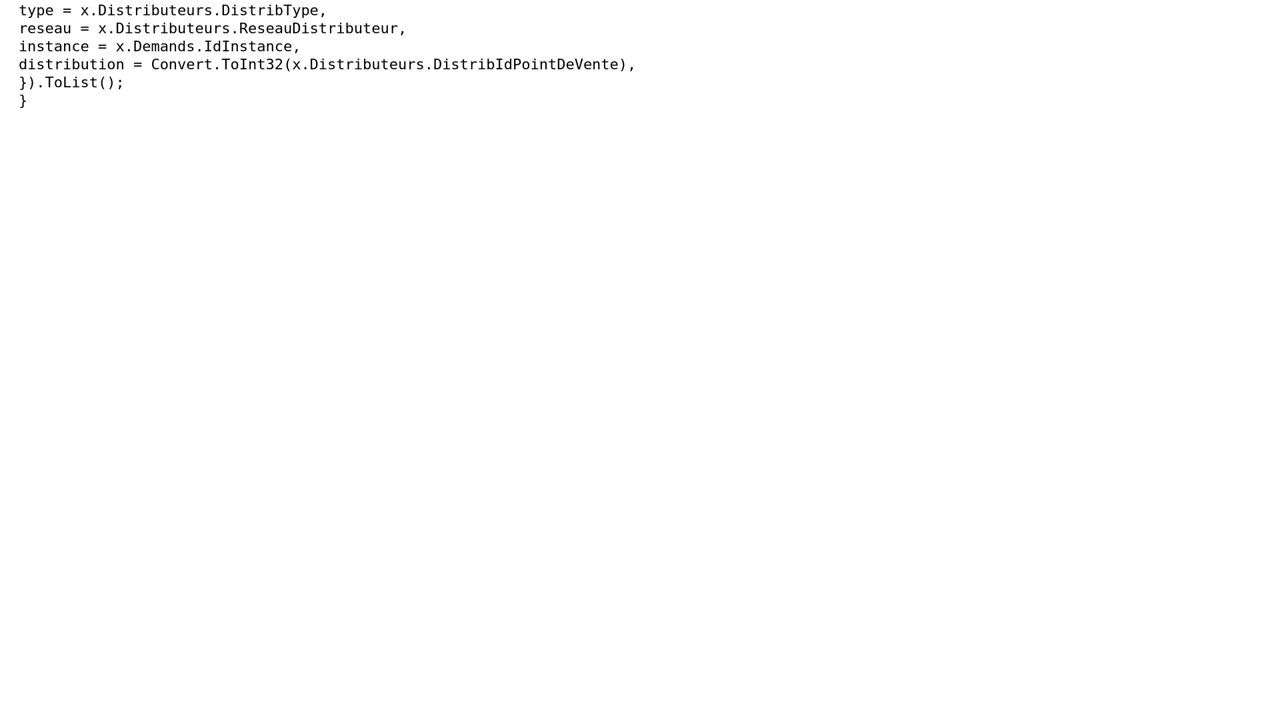 type = x.Distributeurs.DistribType,
reseau = x.Distributeurs.ReseauDistributeur,
instance = x.Demands.IdInstance,
distribution = Convert.ToInt32(x.Distributeurs.DistribIdPointDeVente),
}).ToList();
}